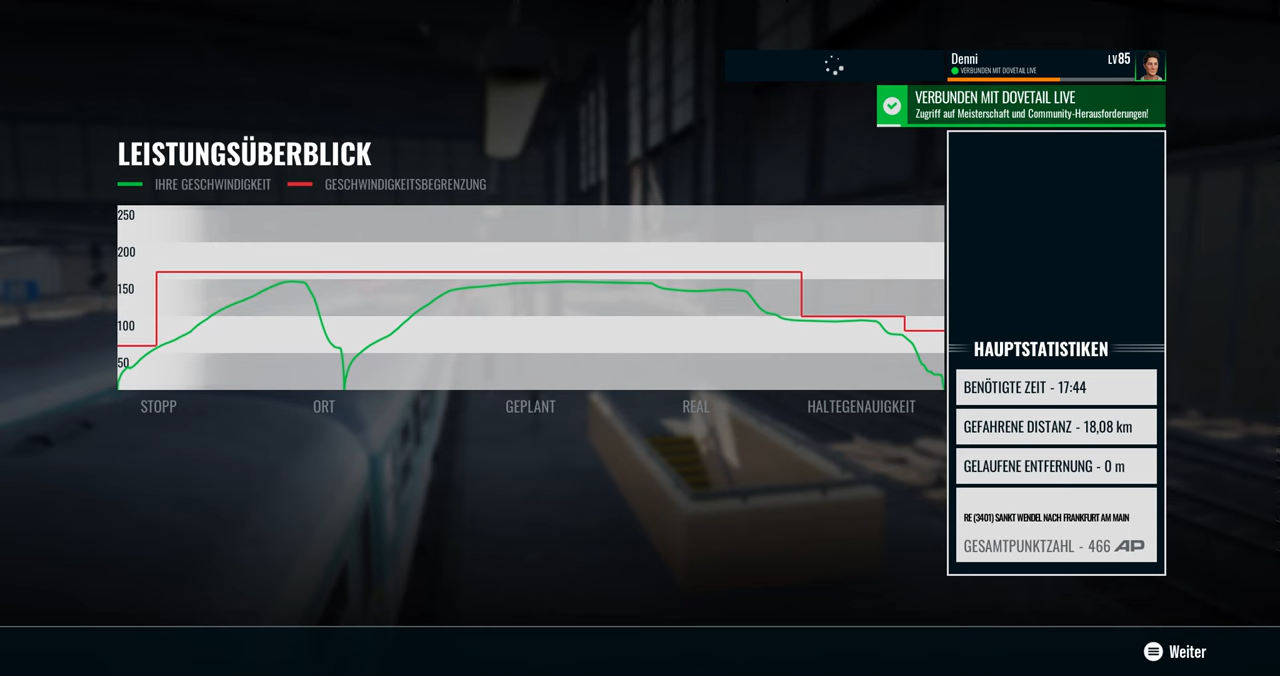 Denni
LV 85
VERBUNDEN MIT DOVETAIL LIVE
VERBUNDEN MIT DOVETAIL LIVE
Zugriff auf Meisterschaft und Community-Herausforderungen!
LEISTUNGSÜBERBLICK
IHRE GESCHWINDIGKEIT
GESCHWINDIGKEITSBEGRENZUNG
250
200
150
100
50
STOPP
ORT
GEPLANT
REAL
HALTEGENAUIGKEIT
HAUPTSTATISTIKEN
BENÖTIGTE ZEIT - 17:44
GEFAHRENE DISTANZ - 18,08 km
GELAUFENE ENTFERNUNG - 0 m
RE (3401) SANKT WENDEL NACH FRANKFURT AM MAIN
GESAMTPUNKTZAHL - 466 AP
Weiter